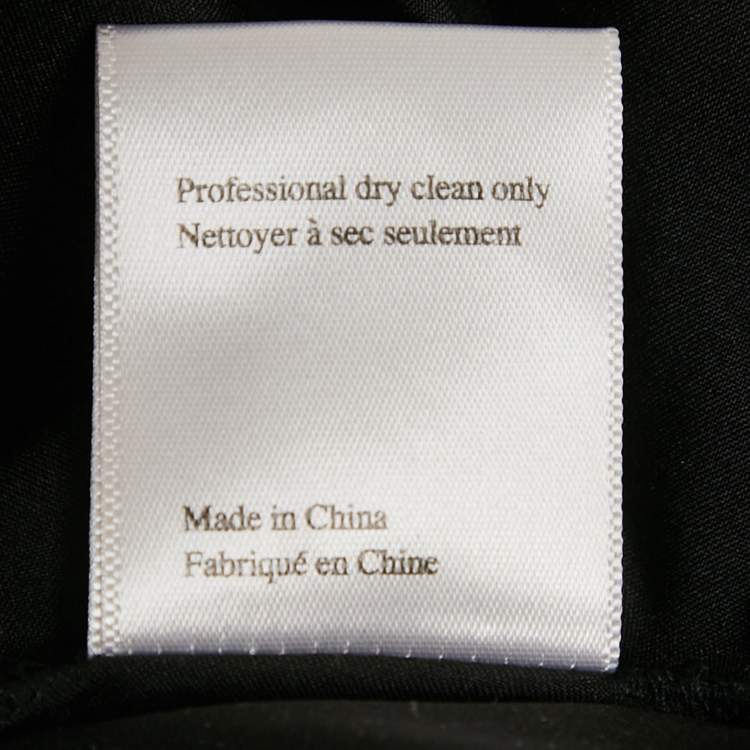 Professional dry clean only
Nettoyer à sec seulement
Made in China
Fabriqué en Chine